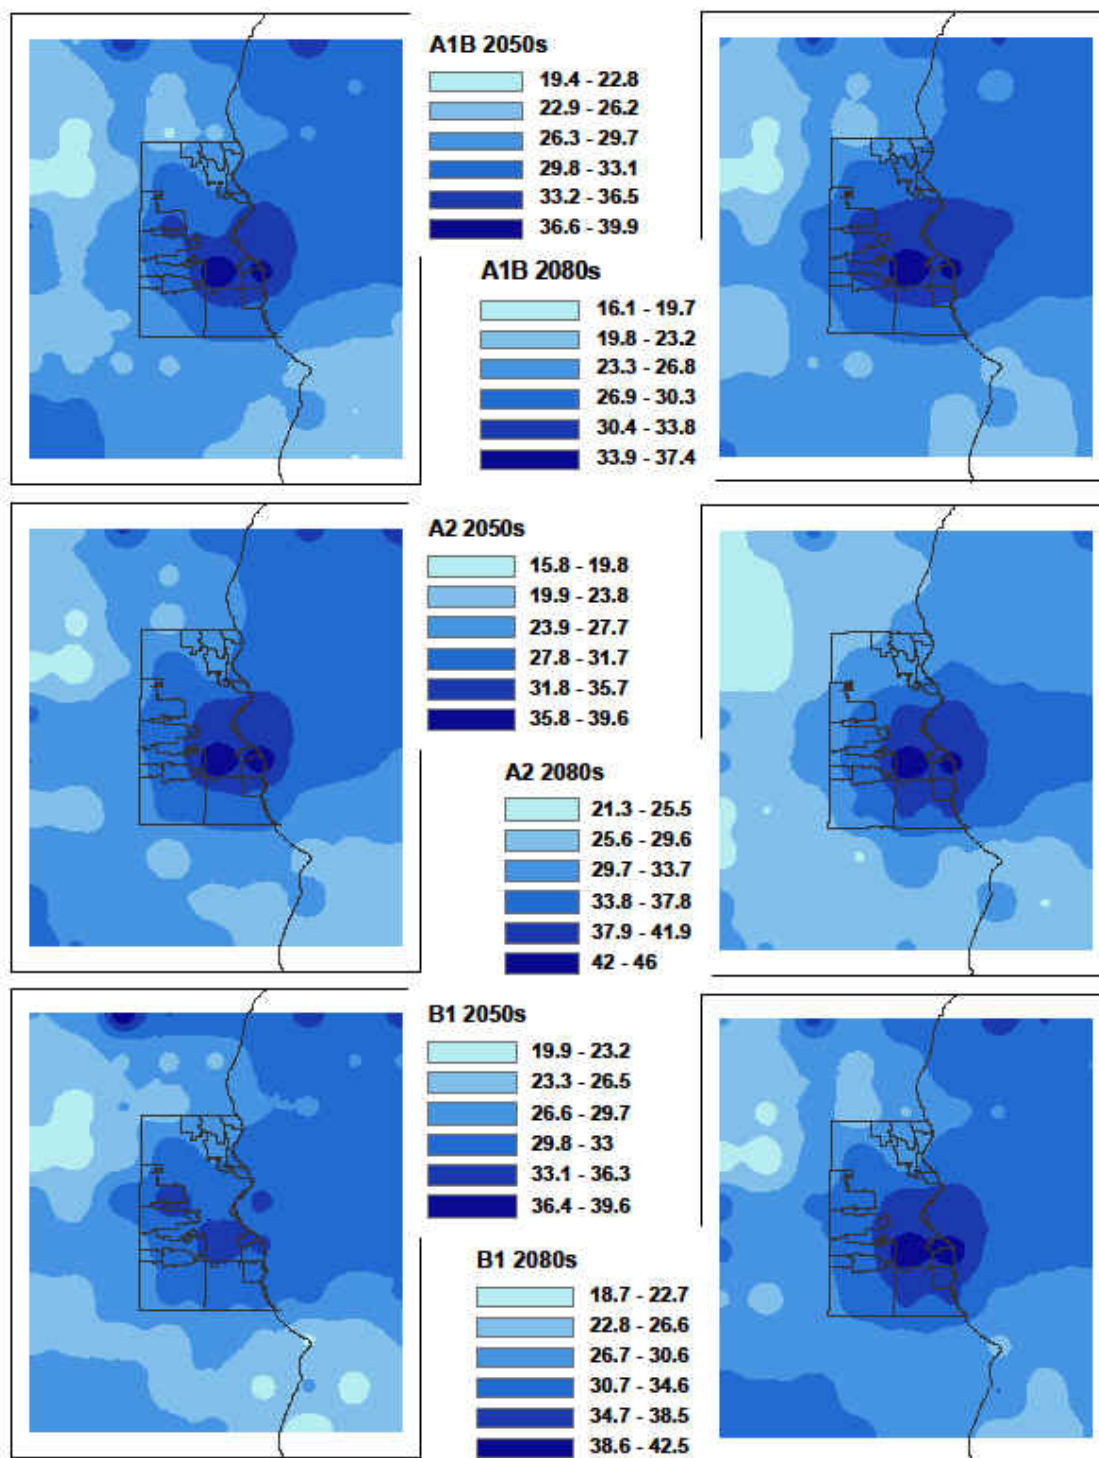 A1B 2050s
19.4 - 22.8
22.9 - 26.2
26.3 - 29.7
29.8 - 33.1
33.2 - 36.5
36.6 - 39.9
A1B 2080s
16.1 - 19.7
19.8 - 23.2
23.3 - 26.8
26.9 - 30.3
30.4 - 33.8
33.9 - 37.4
A2 2050s
15.8 - 19.8
19.9 - 23.8
23.9 - 27.7
27.8 - 31.7
31.8 - 35.7
35.8 - 39.6
A2 2080s
21.3 - 25.5
25.6 - 29.6
29.7 - 33.7
33.8 - 37.8
37.9 - 41.9
42 - 46
B1 2050s
19.9 - 23.2
23.3 - 26.5
26.6 - 29.7
29.8 - 33
33.1 - 36.3
36.4 - 39.6
B1 2080s
18.7 - 22.7
22.8 - 26.6
26.7 - 30.6
30.7 - 34.6
34.7 - 38.5
38.6 - 42.5